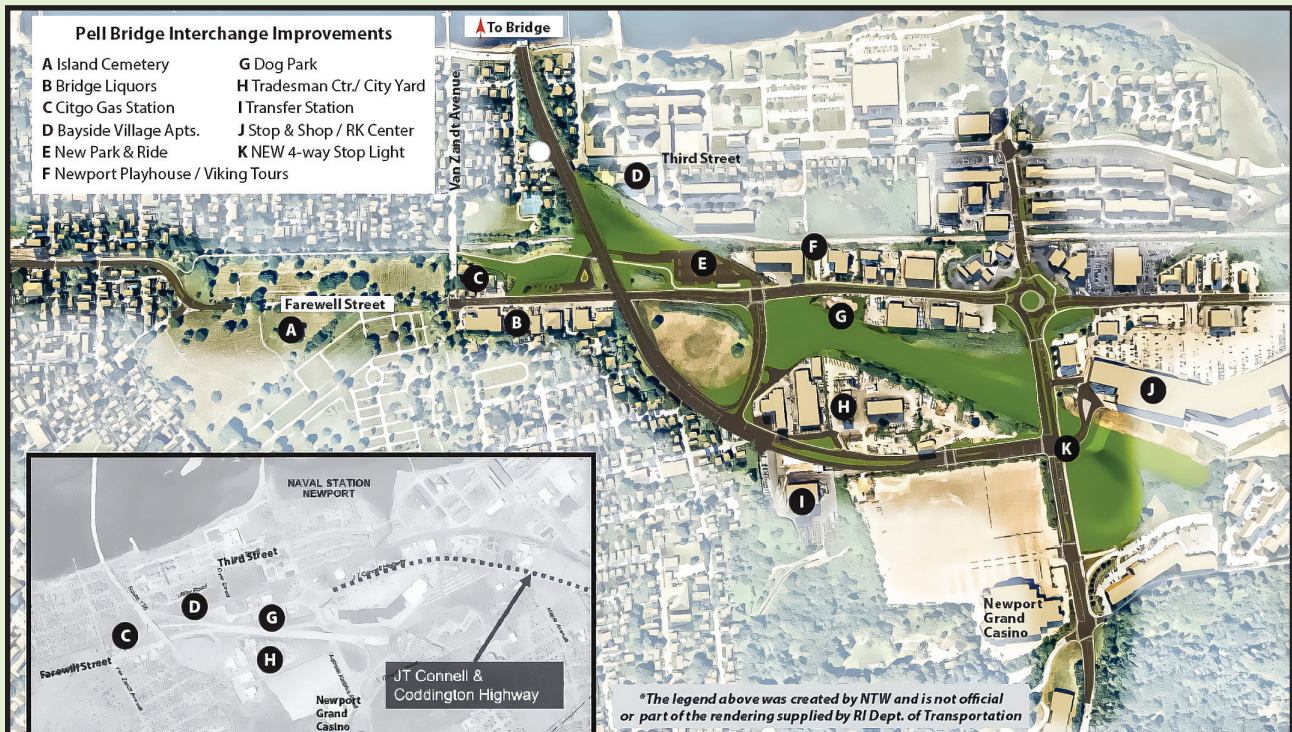 Pell Bridge Interchange Improvements
A Island Cemetery
B Bridge Liquors
C Citgo Gas Station
D Bayside Village Apts.
E New Park & Ride
F Newport Playhouse / Viking Tours
G Dog Park
H Tradesman Ctr./ City Yard
I Transfer Station
J Stop & Shop / RK Center
K NEW 4-way Stop Light
To Bridge
Van Zandt Avenue
Third Street
D
F
E
C
Farewell Street
B
A
G
J
H
K
I
Newport
Grand
Casino
NAVAL STATION
NEWPORT
Third Street
D
G
C
H
Farewill Street
JT Connell &
Coddington Highway
Newport
Grand
Casino
*The legend above was created by NTW and is not official
or part of the rendering supplied by RI Dept. of Transportation